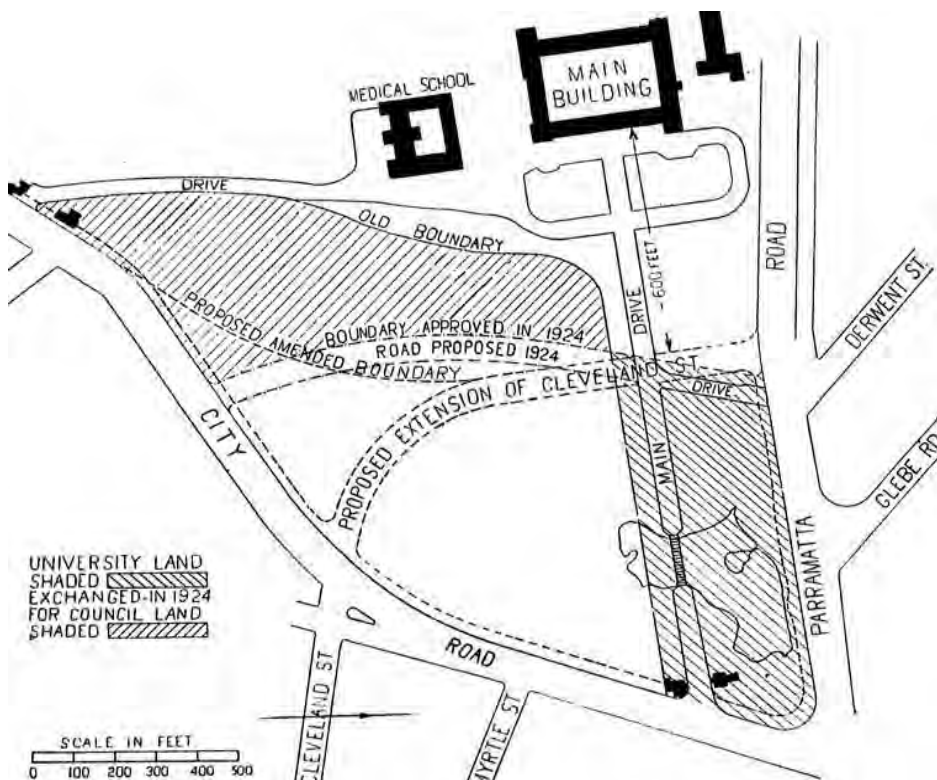 MEDICAL SCHOOL
MAIN
BUILDING
DRIVE
OLD BOUNDARY
DRIVE
600 FEET
ROAD
DERWENT ST.
BOUNDARY APPROVED IN 1924
ROAD PROPOSED 1924
PROPOSED AMENDED BOUNDARY
PROPOSED EXTENSION OF CLEVELAND ST
DRIVE
MAIN
CITY
GLEBE RD
PARRAMATTA
UNIVERSITY LAND
SHADED
EXCHANGED IN 1924
FOR COUNCIL LAND
SHADED
ROAD
CLEVELAND ST
MYRTLE ST
SCALE IN FEET
0 100 200 300 400 500